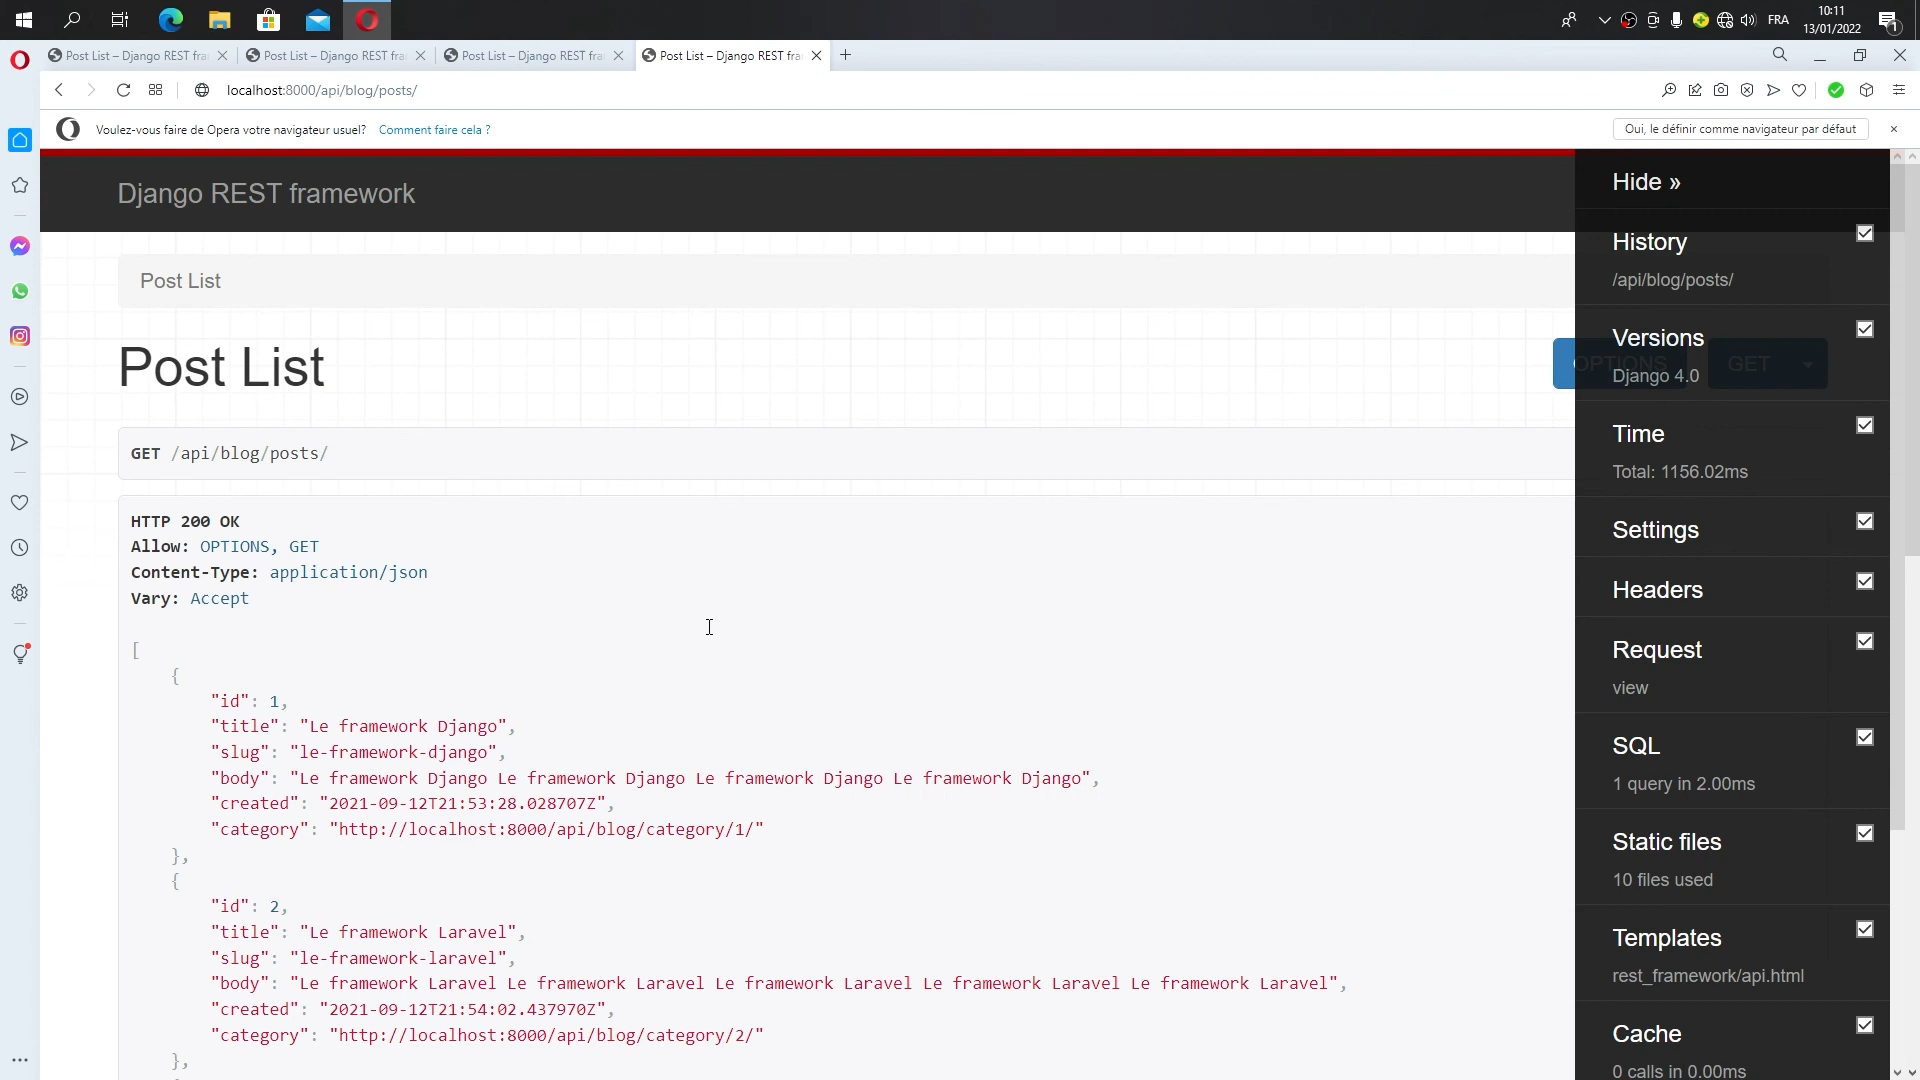 10:11
FRA
13/01/2022
1
Post List – Django REST fra
Post List – Django REST fra
Post List – Django REST fra
Post List – Django REST fra
localhost:8000/api/blog/posts/
Voulez-vous faire de Opera votre navigateur usuel? Comment faire cela ?
Oui, le définir comme navigateur par défaut
Django REST framework
Post List
Post List
OPTIONS
GET
GET /api/blog/posts/
HTTP 200 OK
Allow: OPTIONS, GET
Content-Type: application/json
Vary: Accept
[
{
"id": 1,
"title": "Le framework Django",
"slug": "le-framework-django",
"body": "Le framework Django Le framework Django Le framework Django Le framework Django",
"created": "2021-09-12T21:53:28.028707Z",
"category": "http://localhost:8000/api/blog/category/1/"
},
{
"id": 2,
"title": "Le framework Laravel",
"slug": "le-framework-laravel",
"body": "Le framework Laravel Le framework Laravel Le framework Laravel Le framework Laravel Le framework Laravel",
"created": "2021-09-12T21:54:02.437970Z",
"category": "http://localhost:8000/api/blog/category/2/"
},
Hide »
History
/api/blog/posts/
Versions
Django 4.0
Time
Total: 1156.02ms
Settings
Headers
Request
view
SQL
1 query in 2.00ms
Static files
10 files used
Templates
rest_framework/api.html
Cache
0 calls in 0.00ms